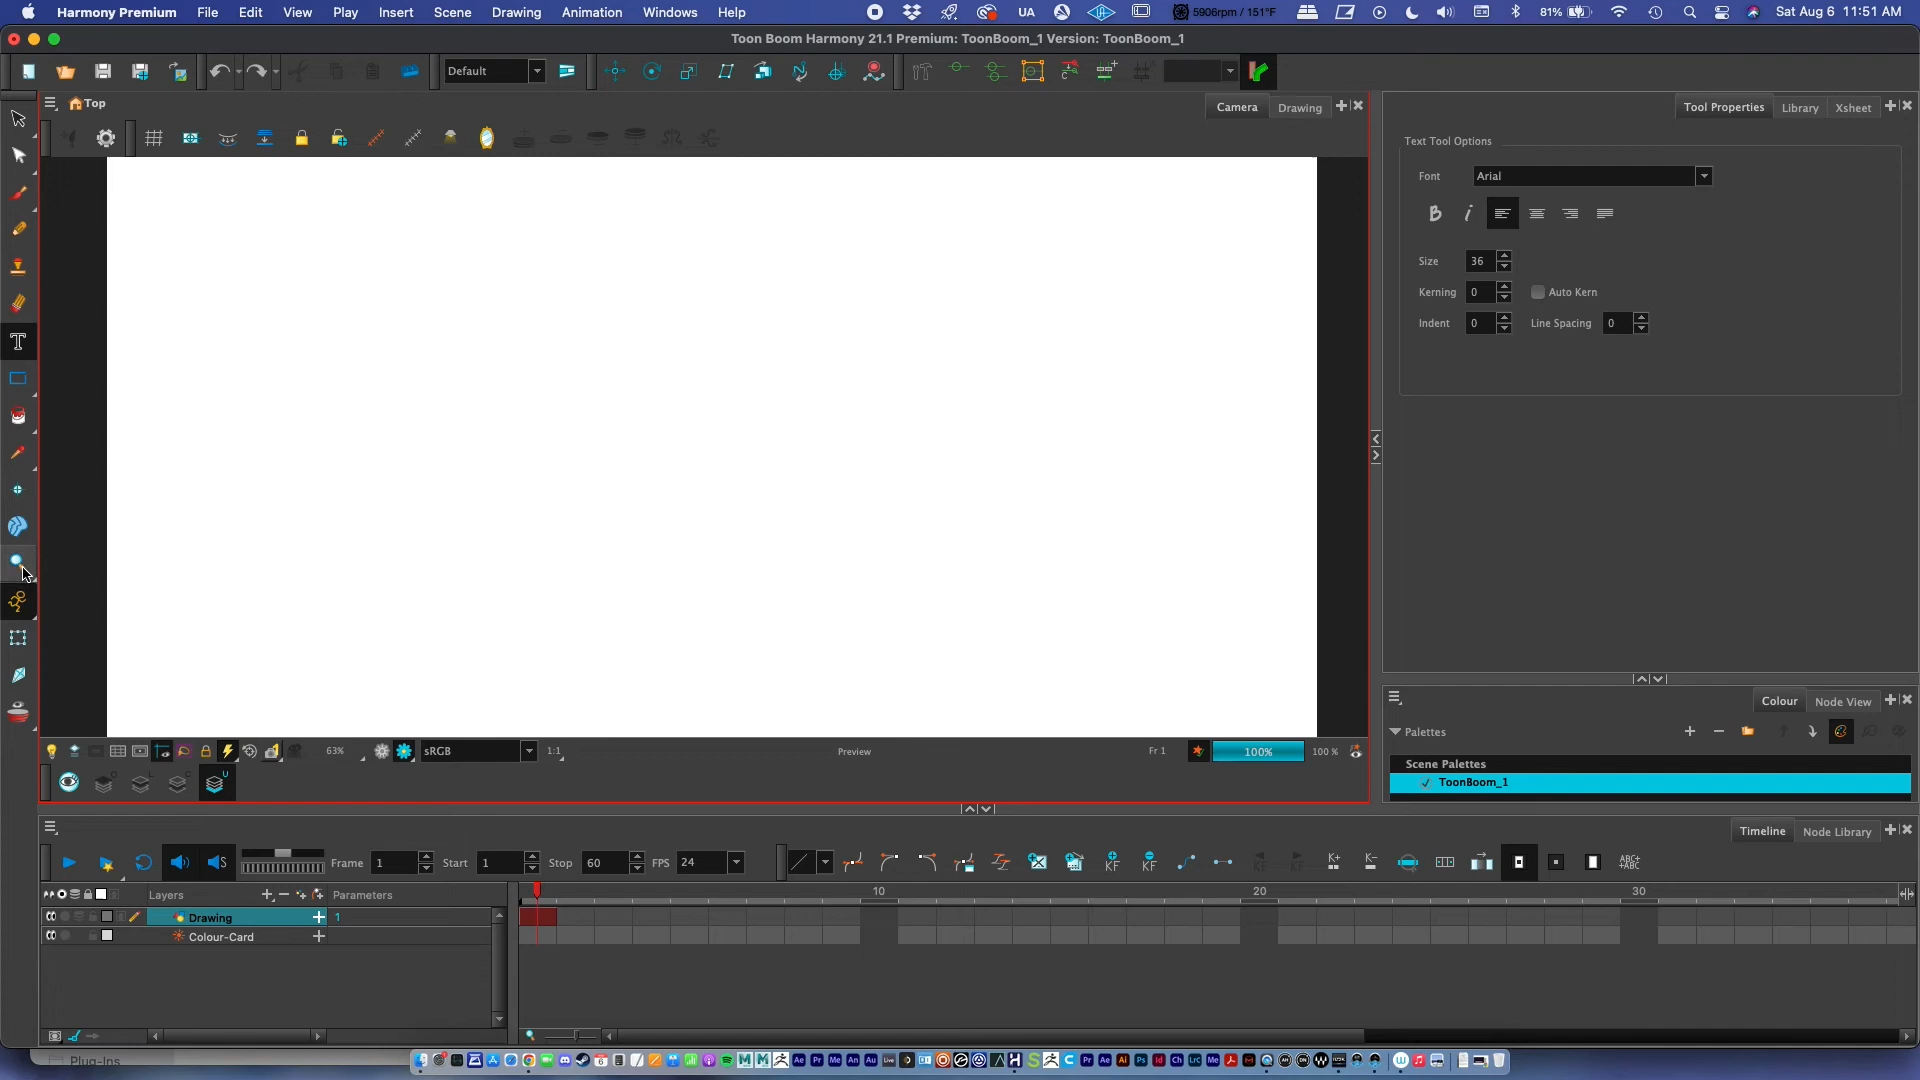 Harmony Premium File Edit View Play Insert Scene Drawing Animation Windows Help UA 5906rpm / 151°F 81% Sat Aug 6 11:51 AM
Toon Boom Harmony 21.1 Premium: ToonBoom_1 Version: ToonBoom_1
Default
Top Camera Drawing Tool Properties Library Xsheet
Text Tool Options
Font Arial
B i
Size 36
Kerning 0 Auto Kern
Indent 0 Line Spacing 0
Colour Node View
Palettes
Scene Palettes
ToonBoom_1
63% sRGB 1:1 Preview Fr 1 100% 100 %
Timeline Node Library
Frame 1 Start 1 Stop 60 FPS 24 KF KF
Layers Parameters 10 20 30
Drawing 1
Colour-Card
Plug-Ins